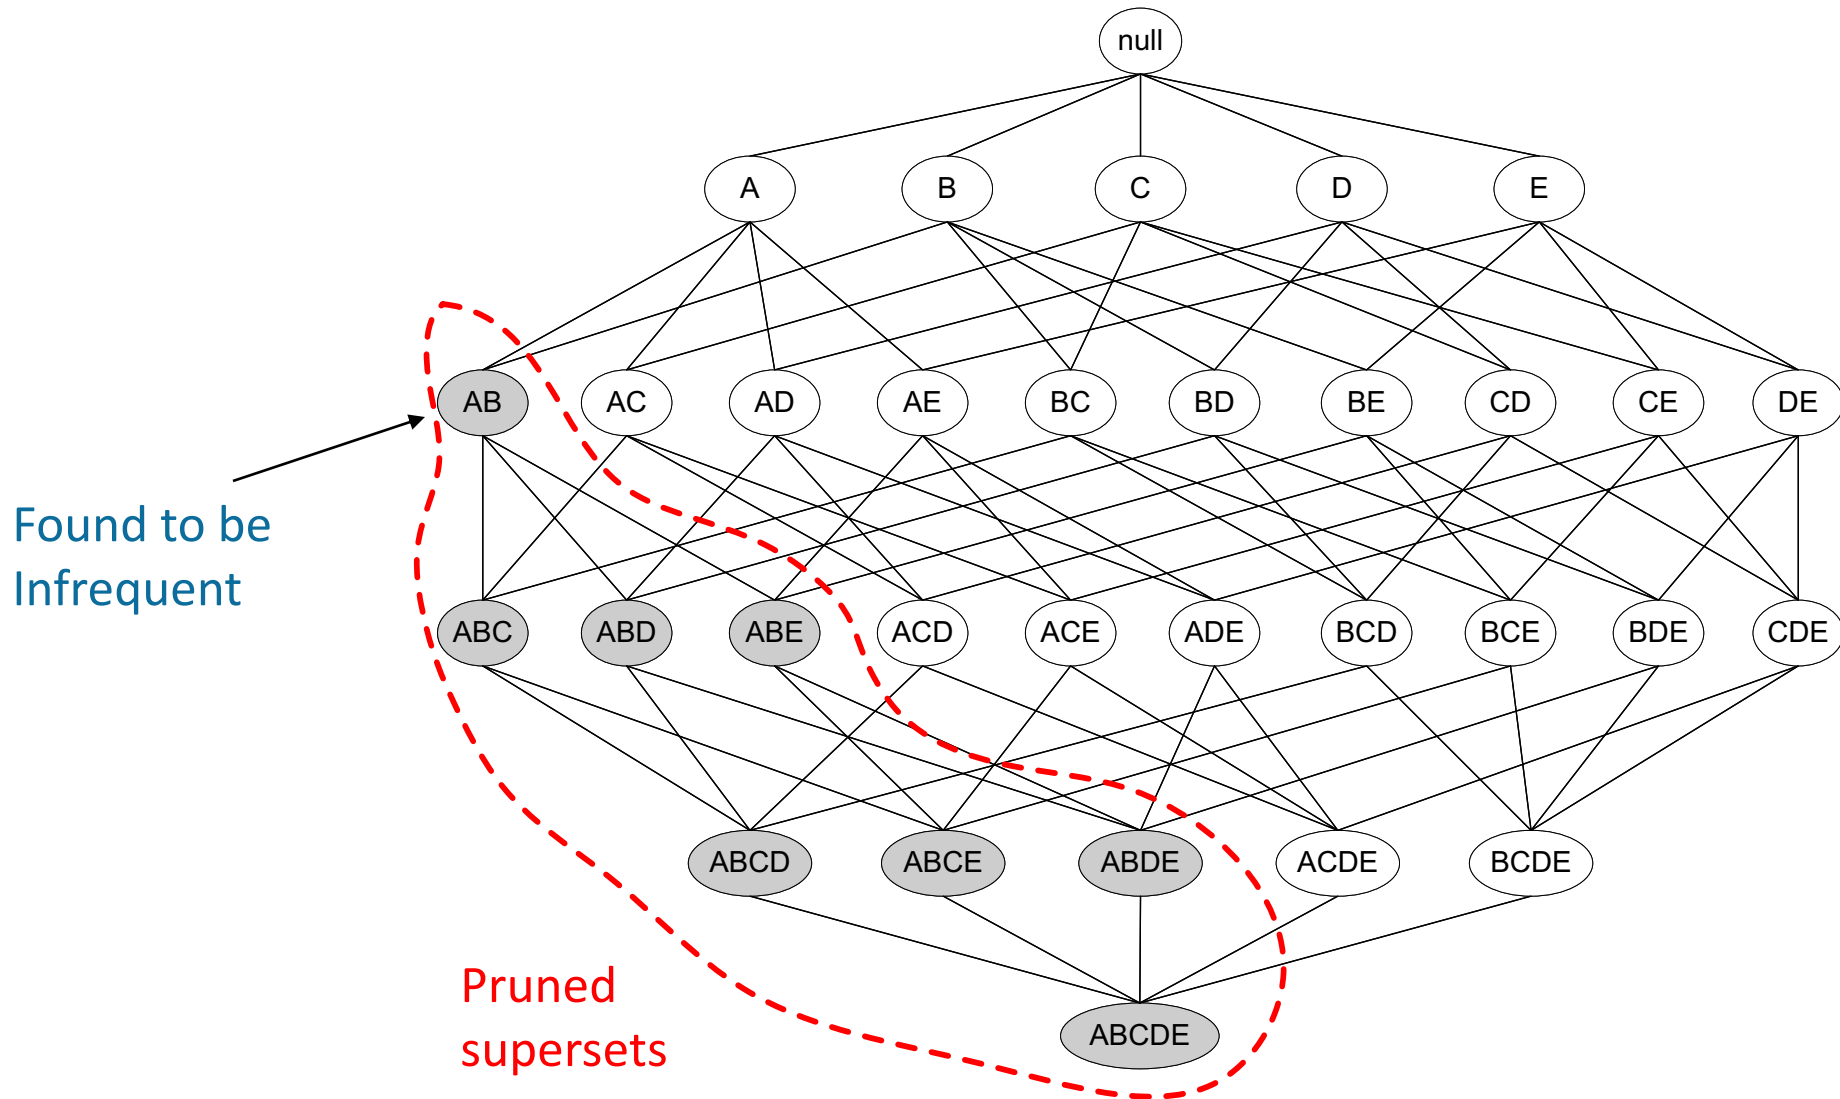 null
A B C D E
AB AC AD AE BC BD BE CD CE DE
Found to be
Infrequent
ABC ABD ABE ACD ACE ADE BCD BCE BDE CDE
ABCD ABCE ABDE ACDE BCDE
Pruned
supersets
ABCDE